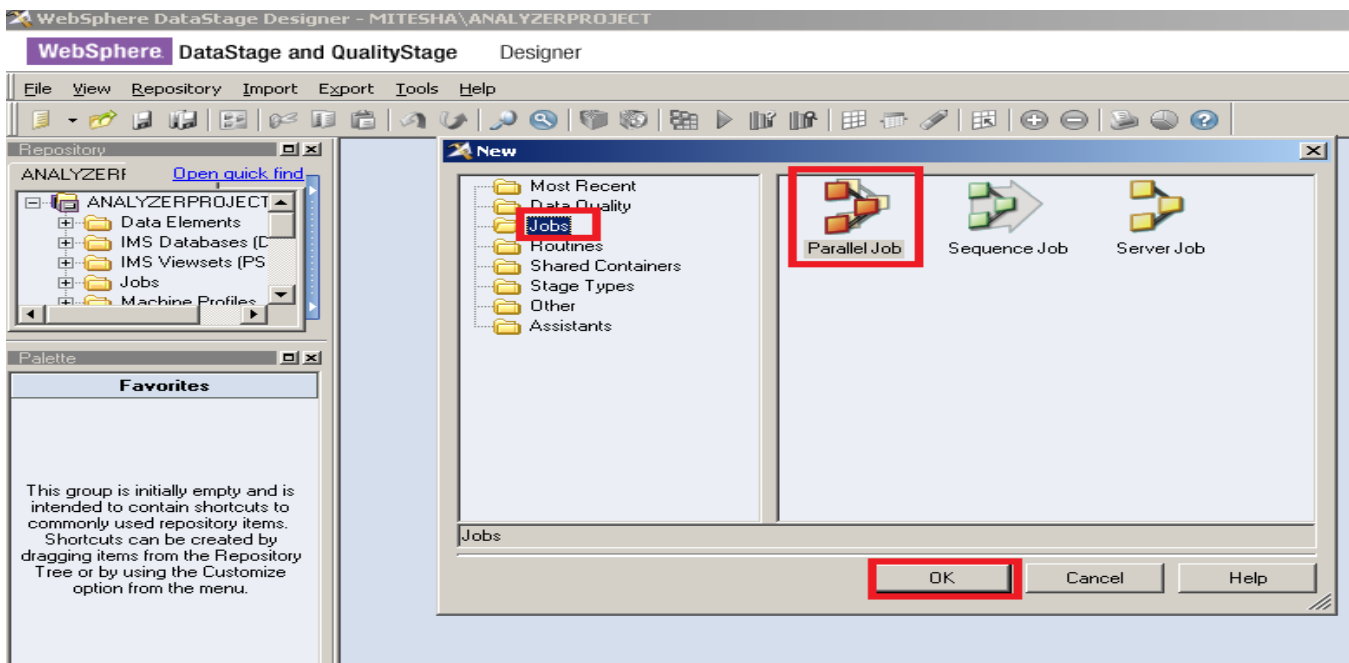 WebSphere DataStage Designer - MITESHA\ANALYZERPROJECT
WebSphere. DataStage and QualityStage Designer
File View Repository Import Export Tools Help
Repository
ANALYZERF Open quick find
ANALYZERPROJECT
Data Elements
IMS Databases (D
IMS Viewsets (PS
Jobs
Machine Profiles
Palette
Favorites
This group is initially empty and is
intended to contain shortcuts to
commonly used repository items.
Shortcuts can be created by
dragging items from the Repository
Tree or by using the Customize
option from the menu.
New
Most Recent
Data Quality
Jobs
Routines
Shared Containers
Stage Types
Other
Assistants
Parallel Job Sequence Job Server Job
Jobs
OK Cancel Help